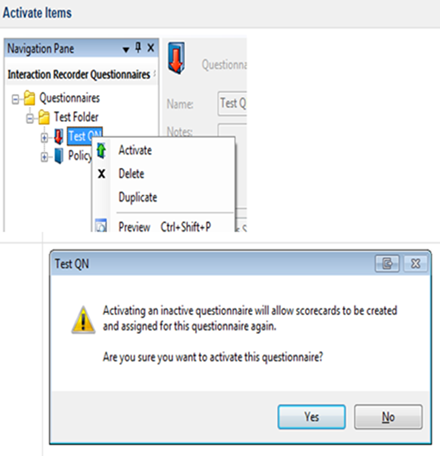 Activate Items
Navigation Pane
Interaction Recorder Questionnaires
Questionnaires
Test Folder
Test QN
Policy
Questionna
Name: Test Q
Notes:
Activate
Delete
Duplicate
Preview Ctrl+Shift+P
Test QN
Activating an inactive questionnaire will allow scorecards to be created
and assigned for this questionnaire again.
Are you sure you want to activate this questionnaire?
Yes
No